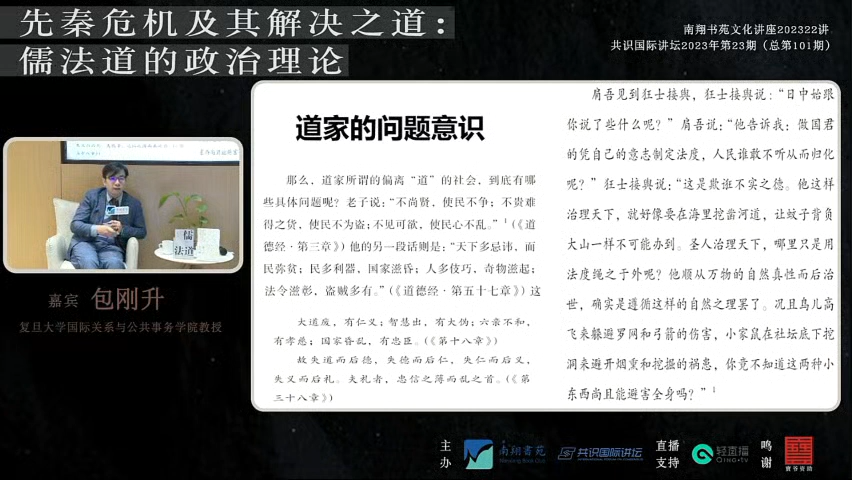 先秦危机及其解决之道：
儒法道的政治理论
南翔书苑文化讲座202322讲
共识国际讲坛2023年第23期（总第101期）
嘉宾 包刚升
复旦大学国际关系与公共事务学院教授
儒
法道
道家的问题意识
那么，道家所谓的偏离“道”的社会，到底有哪
些具体问题呢？老子说：“不尚贤，使民不争；不贵难
得之货，使民不为盗；不见可欲，使民心不乱。”¹（《道
德经·第三章》）他的另一段话则是：“天下多忌讳，而
民弥贫；民多利器，国家滋昏；人多伎巧，奇物滋起；
法令滋彰，盗贼多有。”（《道德经·第五十七章》）这
大道废，有仁义；智慧出，有大伪；六亲不和，
有孝慈；国家昏乱，有忠臣。（《第十八章》）
故失道而后德，失德而后仁，失仁而后义，
失义而后礼。夫礼者，忠信之薄而乱之首。（《第
三十八章》）
肩吾见到狂士接舆，狂士接舆说：“日中始跟
你说了些什么呢？”肩吾说：“他告诉我：做国君
的凭自己的意志制定法度，人民谁敢不听从而归化
呢？”狂士接舆说：“这是欺诳不实之德。他这样
治理天下，就好像要在海里挖凿河道，让蚊子背负
大山一样不可能办到。圣人治理天下，哪里只是用
法度绳之于外呢？他顺从万物的自然真性而后治
世，确实是遵循这样的自然之理罢了。况且鸟儿高
飞来躲避罗网和弓箭的伤害，小家鼠在社坛底下挖
洞来避开烟熏和挖掘的祸患，你竟不知道这两种小
东西尚且能避害全身吗？”¹
主办
南翔書苑
共识国际讲坛
直播支持
轻直播
QING·TV
鸣谢